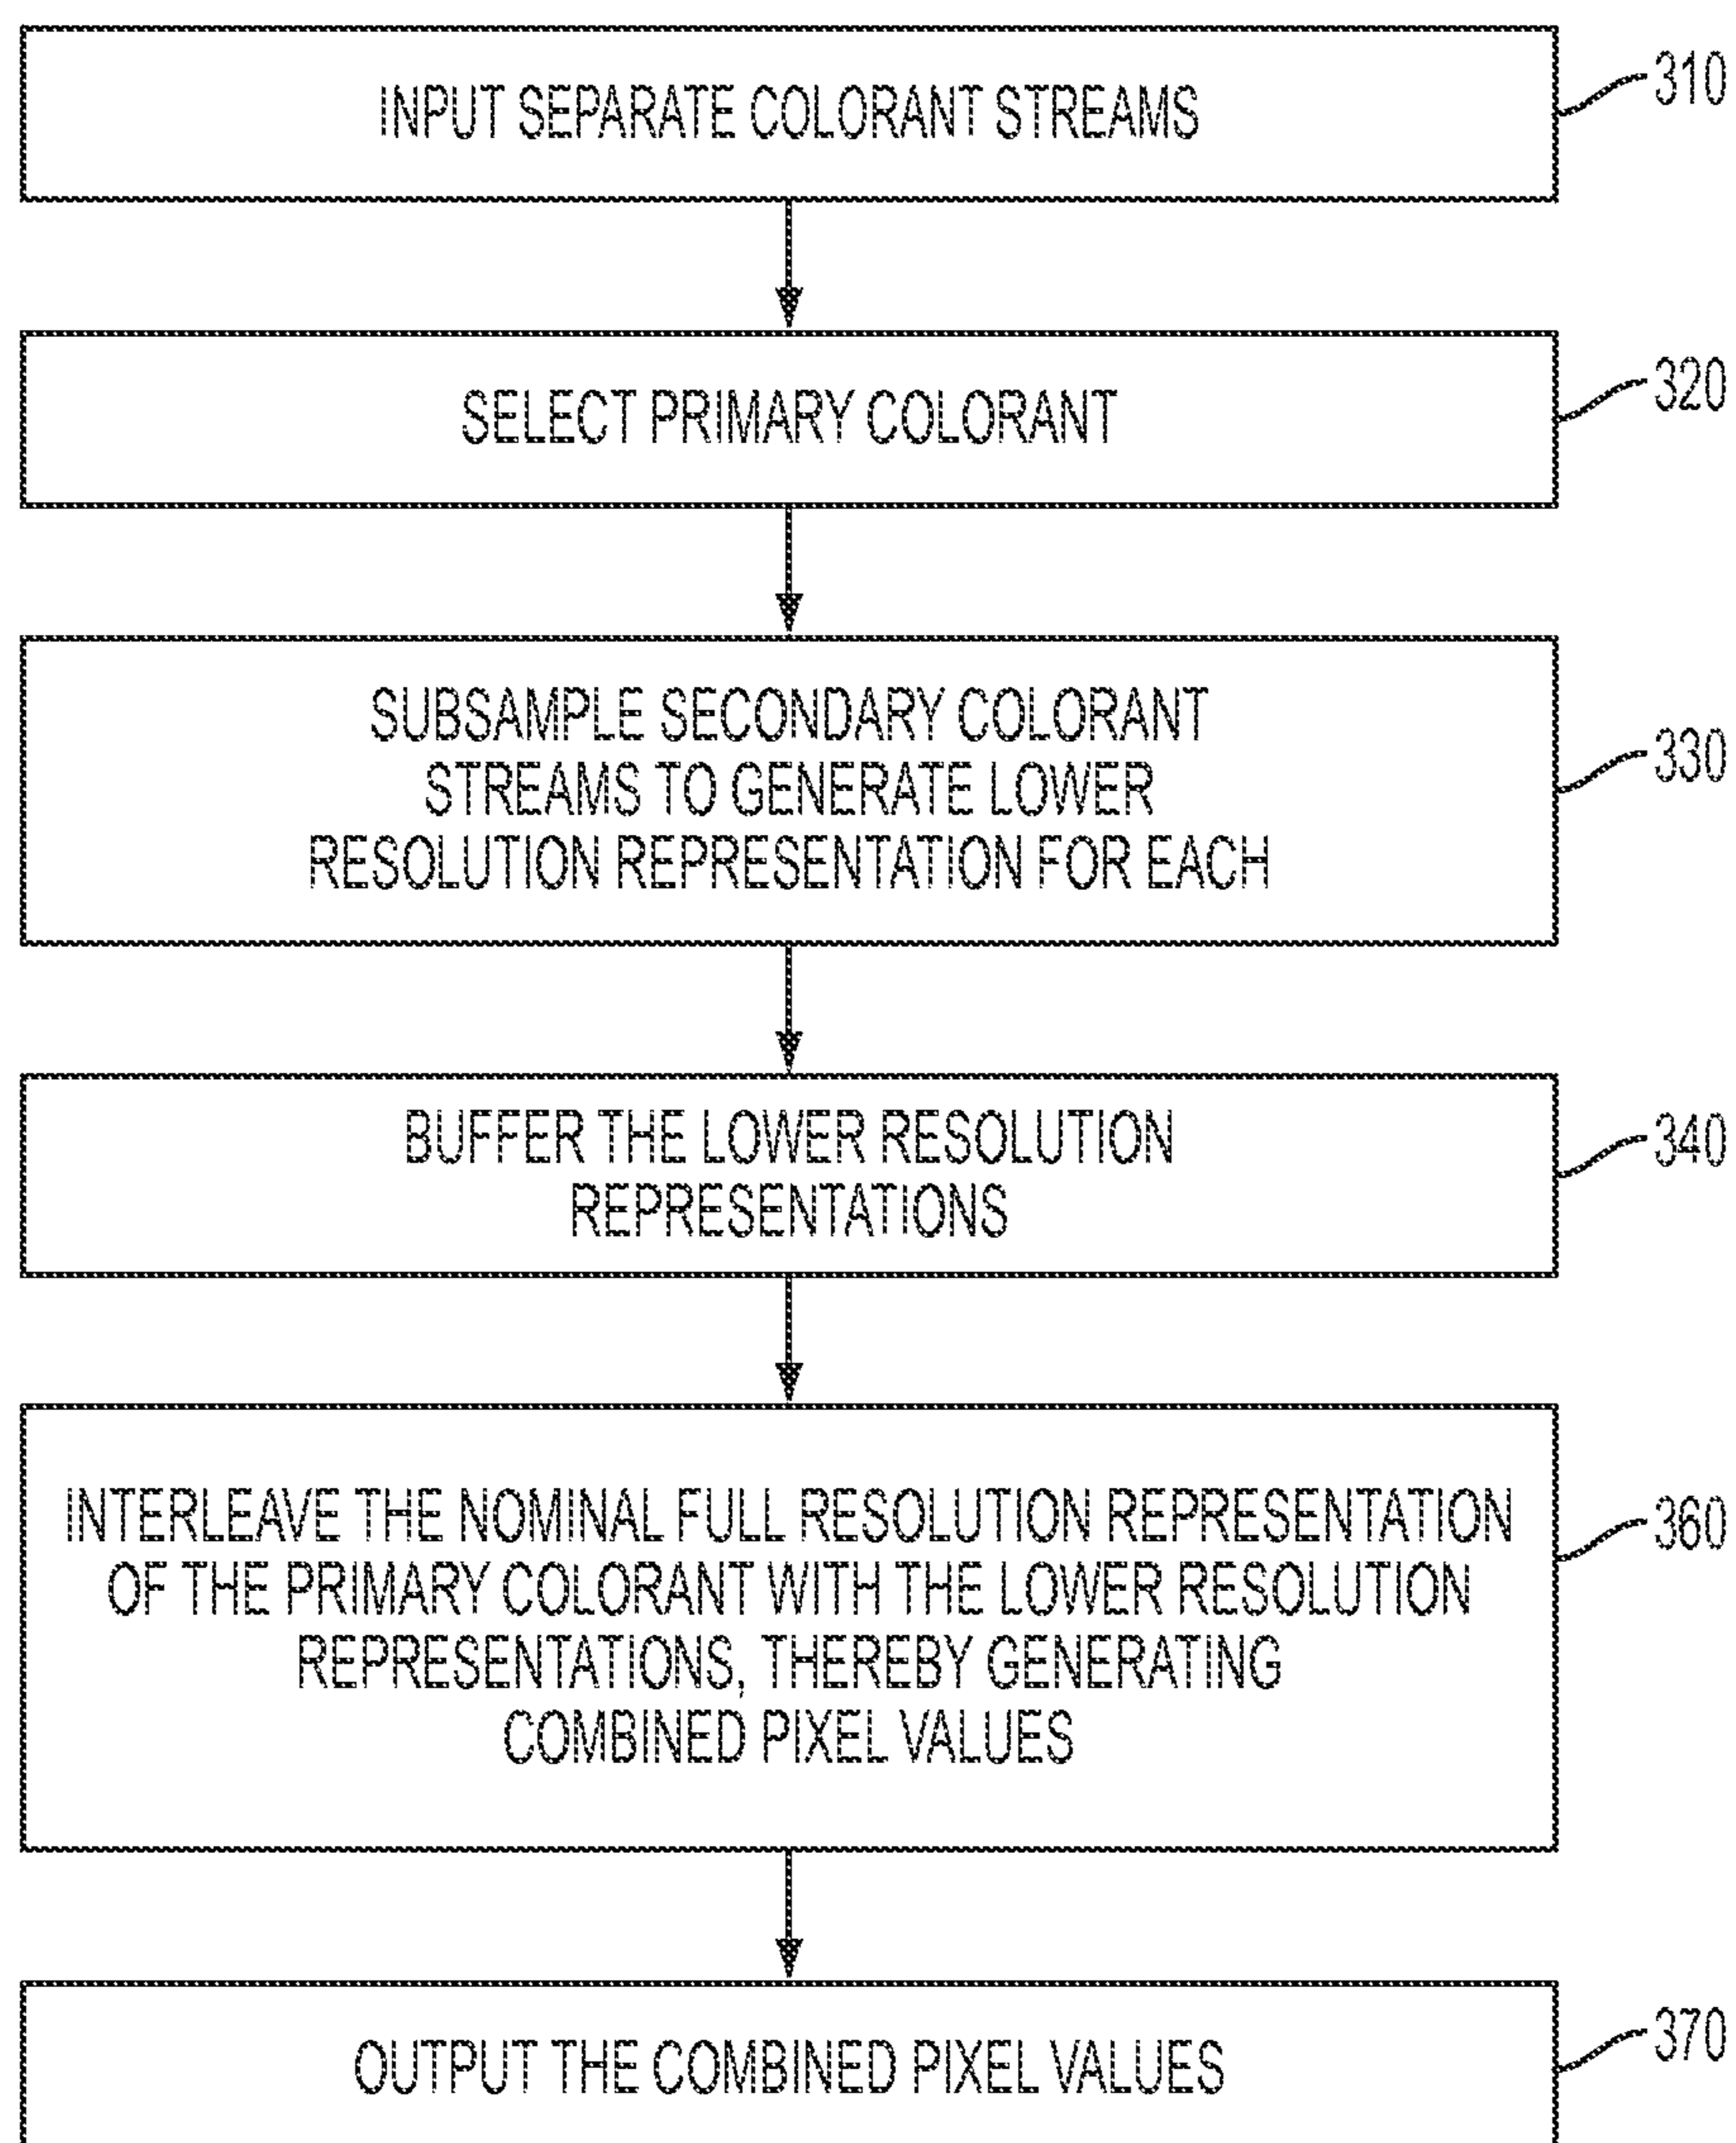 INPUT SEPARATE COLORANT STREAMS
310
SELECT PRIMARY COLORANT
320
SUBSAMPLE SECONDARY COLORANT
STREAMS TO GENERATE LOWER
RESOLUTION REPRESENTATION FOR EACH
330
BUFFER THE LOWER RESOLUTION
REPRESENTATIONS
340
INTERLEAVE THE NOMINAL FULL RESOLUTION REPRESENTATION
OF THE PRIMARY COLORANT WITH THE LOWER RESOLUTION
REPRESENTATIONS, THEREBY GENERATING
COMBINED PIXEL VALUES
360
OUTPUT THE COMBINED PIXEL VALUES
370